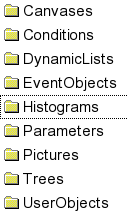 Canvases
Conditions
DynamicLists
EventObjects
Histograms
Parameters
Pictures
Trees
UserObjects